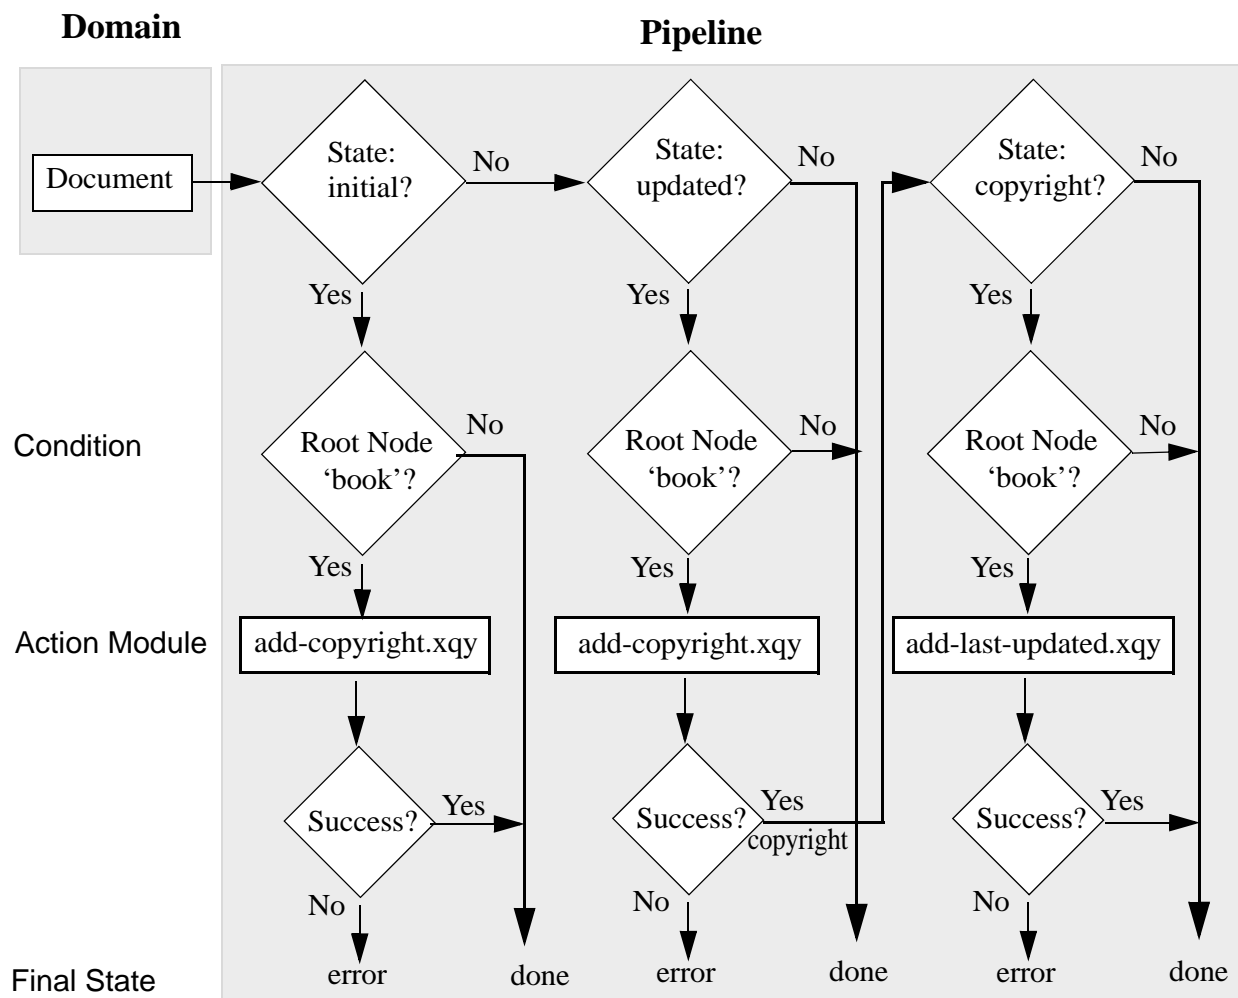 Domain
Pipeline
Document
State:
initial?
No
State:
updated?
No
State:
copyright?
No
Yes
Yes
Yes
Condition
Root Node
‘book’?
No
Root Node
‘book’?
No
Root Node
‘book’?
No
Yes
Yes
Yes
Action Module
add-copyright.xqy
add-copyright.xqy
add-last-updated.xqy
Success?
Yes
Success?
Yes
copyright
Success?
Yes
No
No
No
Final State
error
done
error
done
error
done